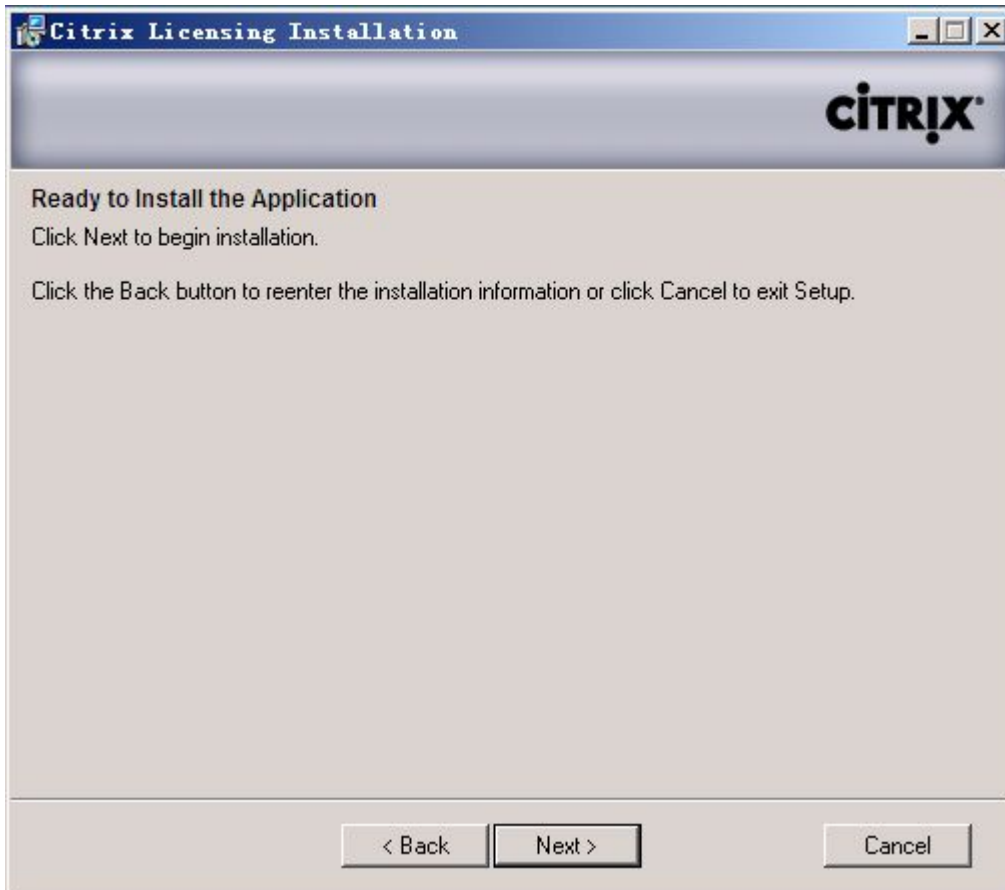 Citrix Licensing Installation
CiTRIX
Ready to Install the Application
Click Next to begin installation.
Click the Back button to reenter the installation information or click Cancel to exit Setup.
< Back
Next >
Cancel